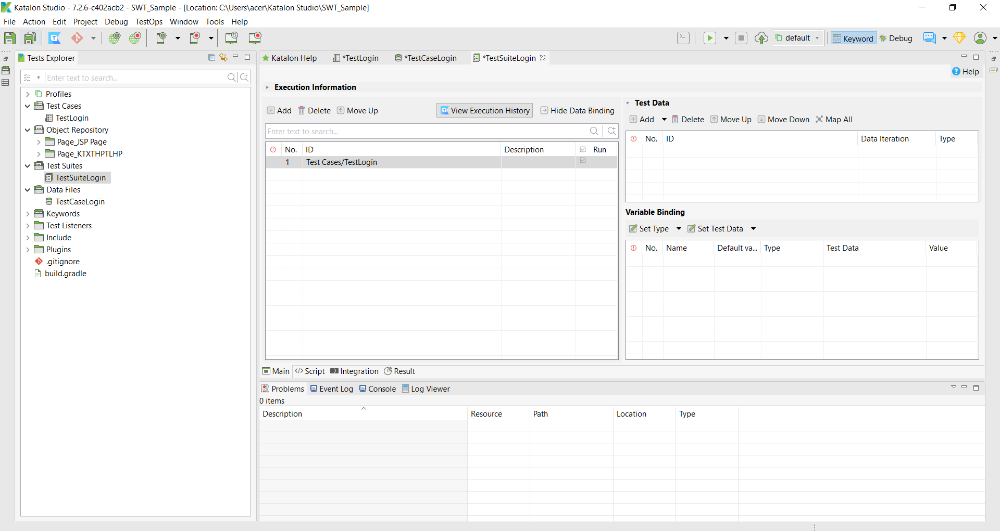 Katalon Studio - 7.2.6-c402acb2 - SWT_Sample - [Location: C:\Users\acer\Katalon Studio\SWT_Sample]
File Action Edit Project Debug TestOps Window Tools Help
default Keyword Debug
Tests Explorer
Enter text to search...
Profiles
Test Cases
TestLogin
Object Repository
Page_JSP Page
Page_KTXTHPTLHP
Test Suites
TestSuiteLogin
Data Files
TestCaseLogin
Keywords
Test Listeners
Include
Plugins
.gitignore
build.gradle
Katalon Help *TestLogin *TestCaseLogin *TestSuiteLogin
Help
Execution Information
Add Delete Move Up View Execution History Hide Data Binding
Enter text to search...
No. ID Description Run
1 Test Cases/TestLogin
Test Data
Add Delete Move Up Move Down Map All
No. ID Data Iteration Type
Variable Binding
Set Type Set Test Data
No. Name Default va... Type Test Data Value
Main Script Integration Result
Problems Event Log Console Log Viewer
0 items
Description Resource Path Location Type